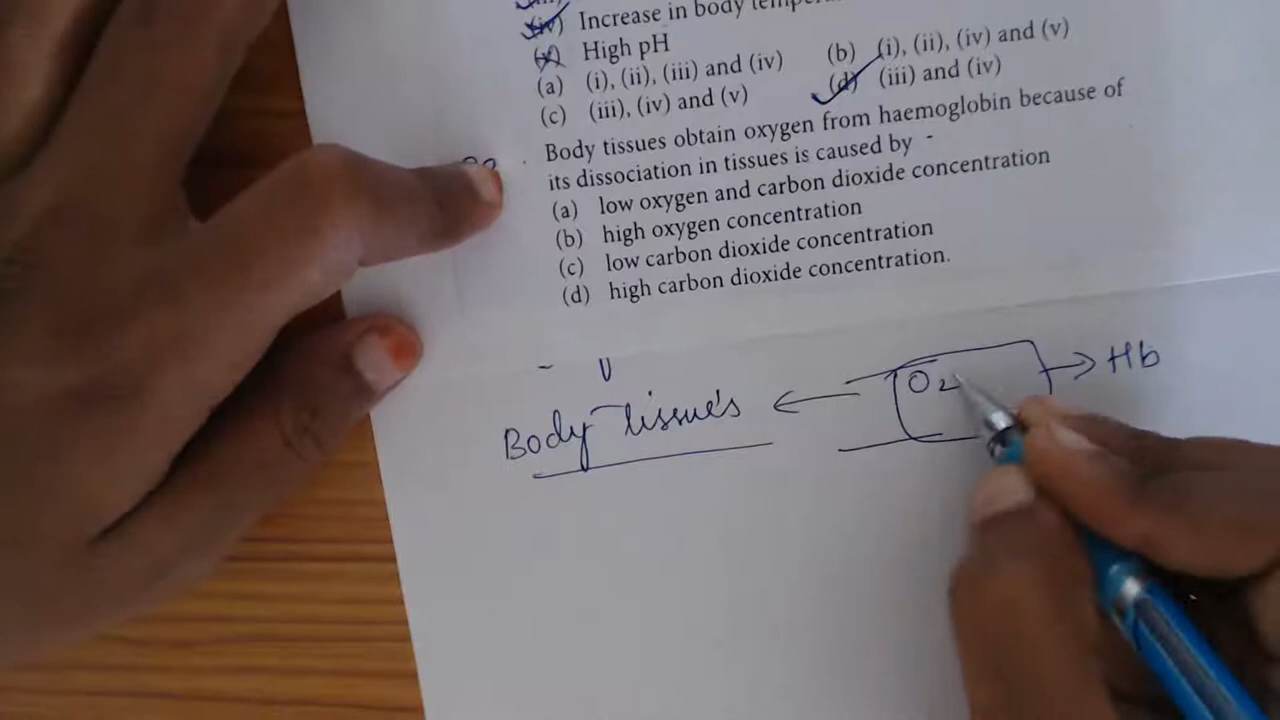 (iv) Increase in body
(v) High pH
(a) (i), (ii), (iii) and (iv) (b) (i), (ii), (iv) and (v)
(c) (iii), (iv) and (v) (d) (iii) and (iv)
Body tissues obtain oxygen from haemoglobin because of
its dissociation in tissues is caused by -
(a) low oxygen and carbon dioxide concentration
(b) high oxygen concentration
(c) low carbon dioxide concentration
(d) high carbon dioxide concentration.
Body Tissue's O2 Hb